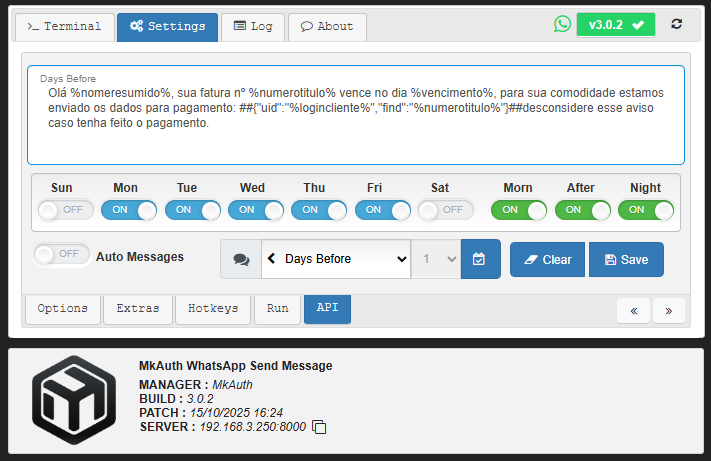 >_ Terminal Settings Log About v3.0.2
Days Before
Olá %nomeresumido%, sua fatura nº %numerotitulo% vence no dia %vencimento%, para sua comodidade estamos
enviado os dados para pagamento: ##{"uid":"%logincliente%","find":"%numerotitulo%"}##desconsidere esse aviso
caso tenha feito o pagamento.
Sun Mon Tue Wed Thu Fri Sat Morn After Night
OFF ON ON ON ON ON OFF ON ON ON
OFF Auto Messages Days Before 1 Clear Save
Options Extras Hotkeys Run API « »
MkAuth WhatsApp Send Message
MANAGER : MkAuth
BUILD : 3.0.2
PATCH : 15/10/2025 16:24
SERVER : 192.168.3.250:8000